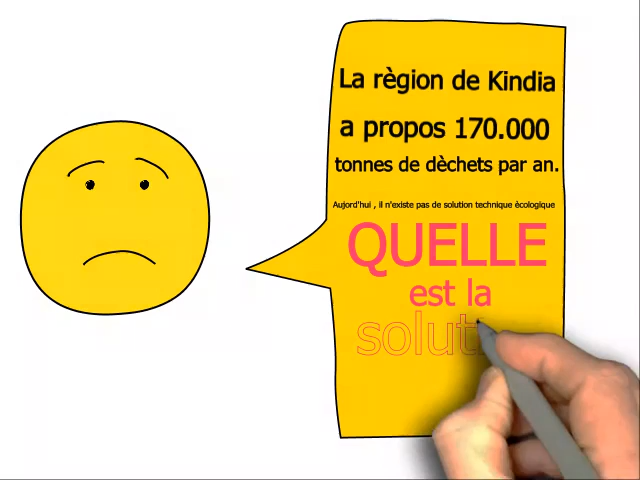 La règion de Kindia
a propos 170.000
tonnes de dèchets par an.
Aujord'hui , il n'existe pas de solution technique ècologique
QUELLE
est la
solut